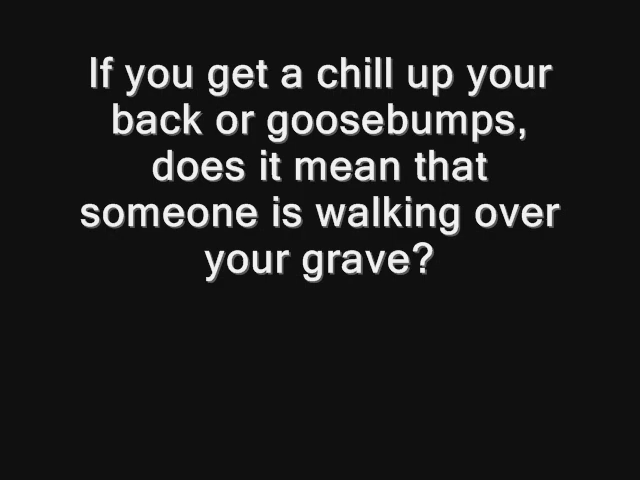 If you get a chill up your
back or goosebumps,
does it mean that
someone is walking over
your grave?